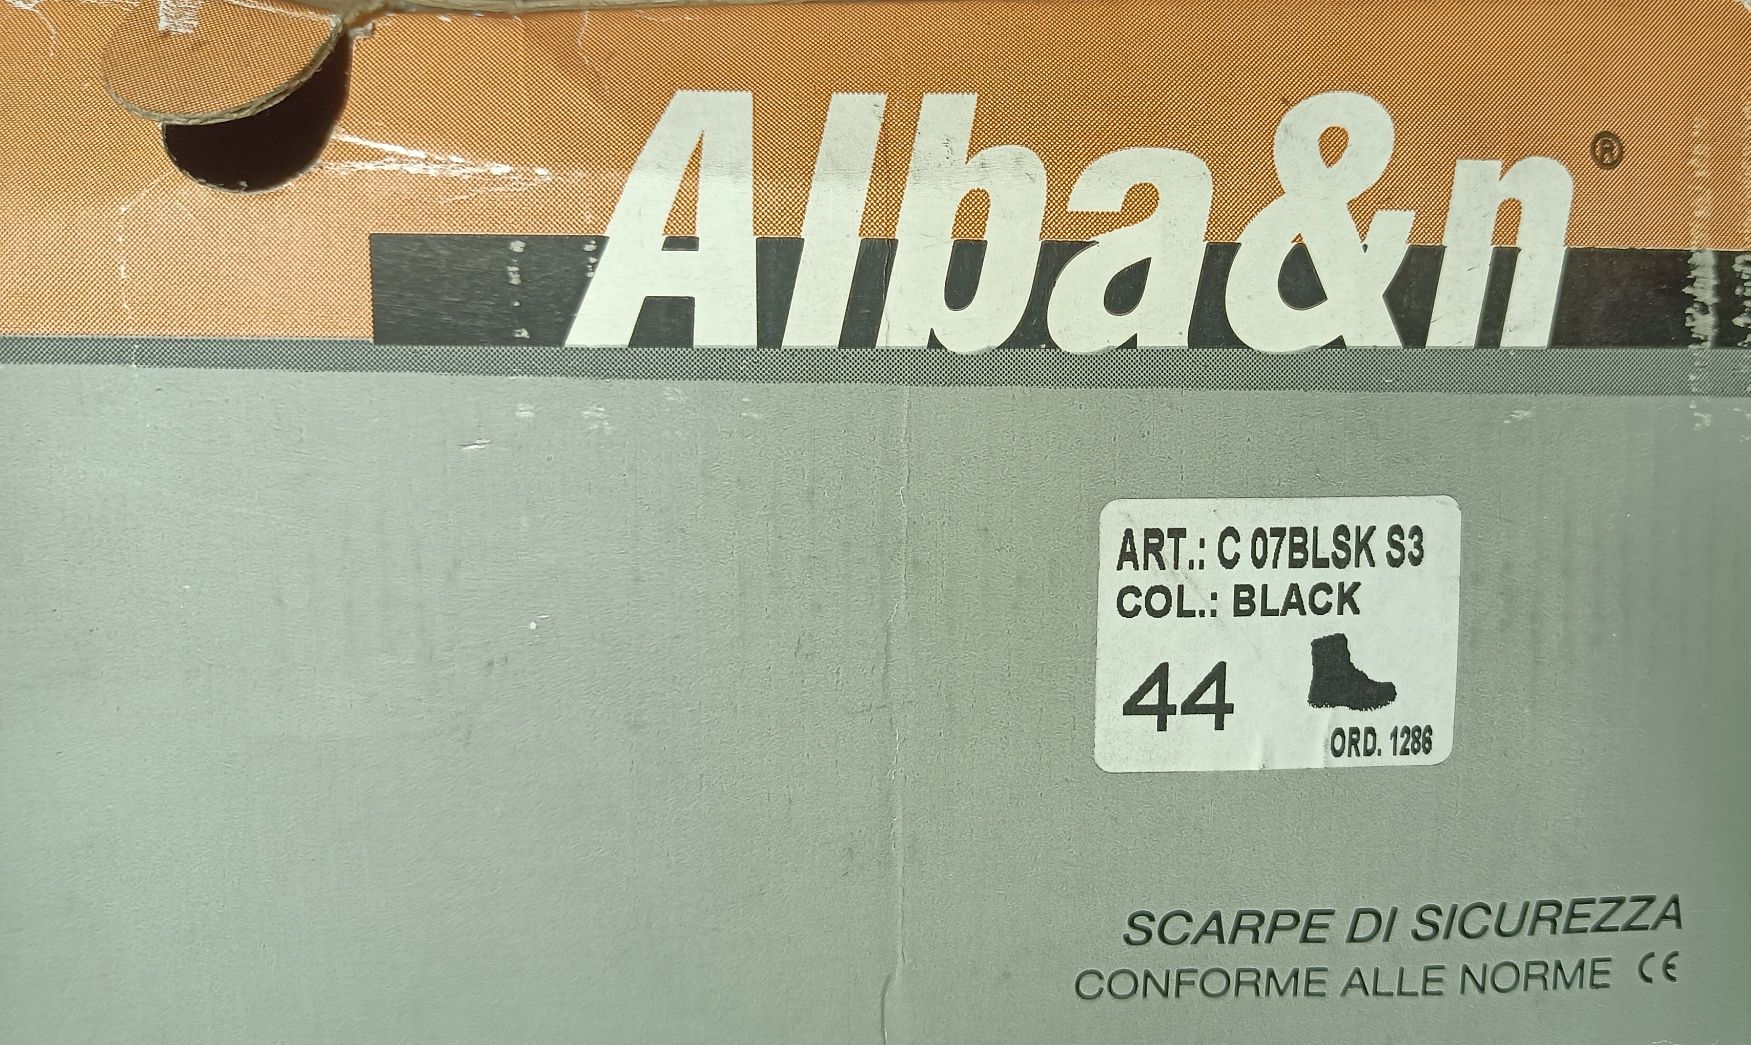 Alba&n®
ART.: C 07BLSK S3
COL.: BLACK
44
ORD. 1286
SCARPE DI SICUREZZA
CONFORME ALLE NORME CE